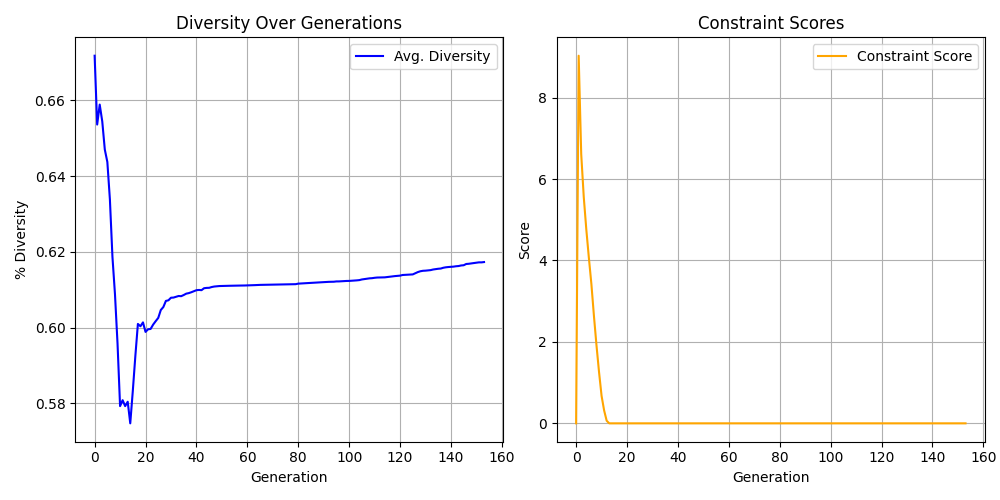 Diversity Over Generations
Avg. Diversity
% Diversity
0.66
0.64
0.62
0.60
0.58
0 20 40 60 80 100 120 140 160
Generation
Constraint Scores
Constraint Score
Score
8
6
4
2
0
0 20 40 60 80 100 120 140 160
Generation